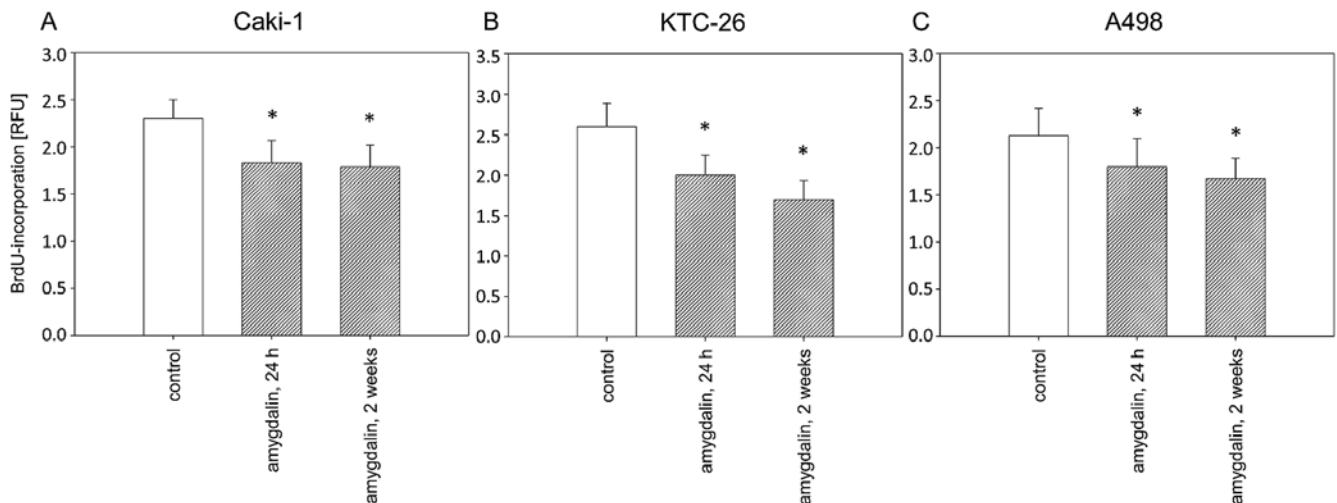 A Caki-1
B KTC-26
C A498
BrdU-incorporation [RFU]
3.0
2.5
2.0
1.5
1.0
0.5
0.0
*
*
control
amygdalin, 24 h
amygdalin, 2 weeks
3.5
3.0
2.5
2.0
1.5
1.0
0.5
0.0
*
*
control
amygdalin, 24 h
amygdalin, 2 weeks
3.0
2.5
2.0
1.5
1.0
0.5
0.0
*
*
control
amygdalin, 24 h
amygdalin, 2 weeks